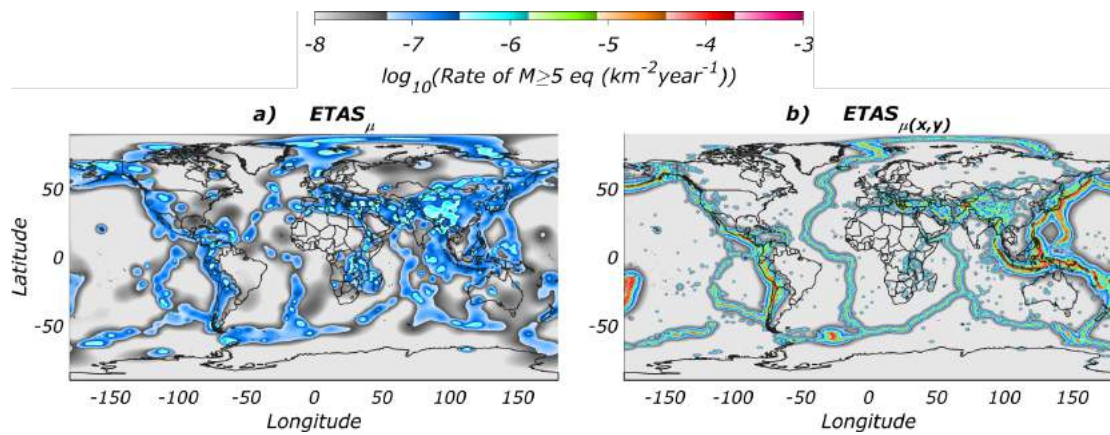 -8 -7 -6 -5 -4 -3
log10(Rate of M≥5 eq (km-2year-1))
a) ETASμ
b) ETASμ(x,y)
Latitude
50
0
-50
-150 -100 -50 0 50 100 150
Longitude
50
0
-50
-150 -100 -50 0 50 100 150
Longitude